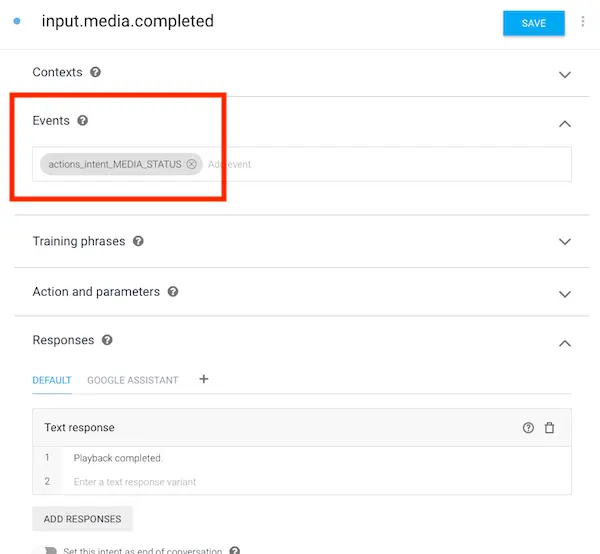 input.media.completed
SAVE
Contexts
Events
actions_intent_MEDIA_STATUS Add event
Training phrases
Action and parameters
Responses
DEFAULT GOOGLE ASSISTANT +
Text response
1 Playback completed.
2 Enter a text response variant
ADD RESPONSES
Set this intent as end of conversation